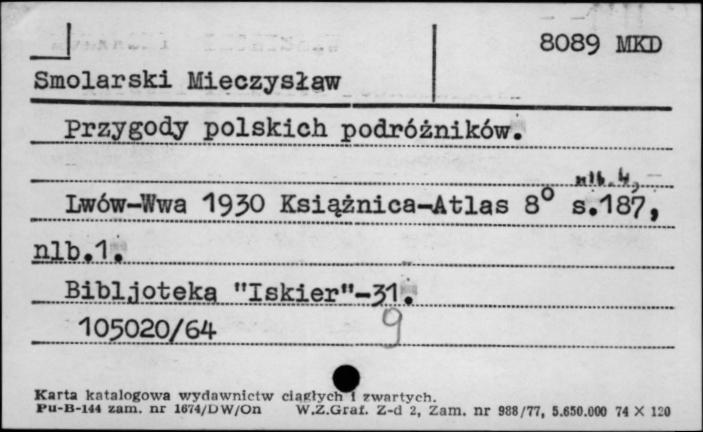 8089 MKD
Smolarski Mieczysław
Przygody polskich podróżników.
nlb.4,
Lwów-Wwa 1930 Książnica-Atlas 8° s.187,
nlb.1.
Bibljoteka "Iskier"-31.
105020/64 9
Karta katalogowa wydawnictw ciągłych i zwartych.
Pu-B-144 zam. nr 1674/DW/On W.Z.Graf. Z-d 2, Zam. nr 988/77, 5.650.000 74 X 120